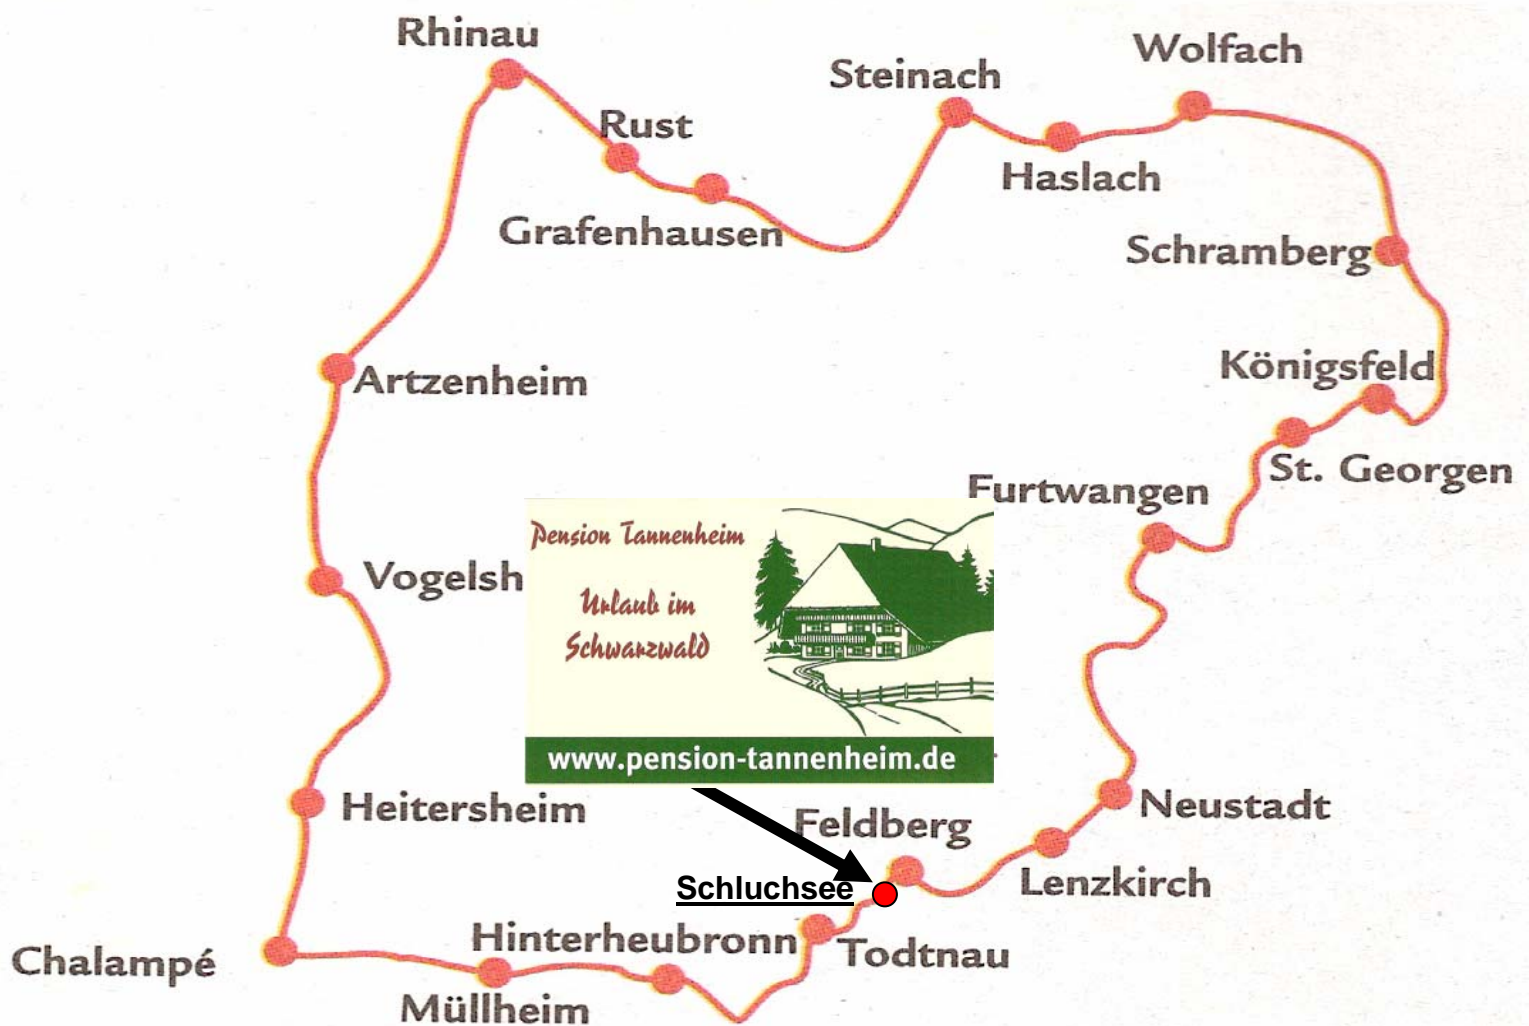 Rhinau
Wolfach
Steinach
Rust
Haslach
Grafenhausen
Schramberg
Königsfeld
Artzenheim
St. Georgen
Furtwangen
Pension Tannenheim
Vogelsh
Urlaub im
Schwarzwald
www.pension-tannenheim.de
Heitersheim
Neustadt
Feldberg
Schluchsee
Lenzkirch
Hinterheubronn
Todtnau
Chalampé
Müllheim